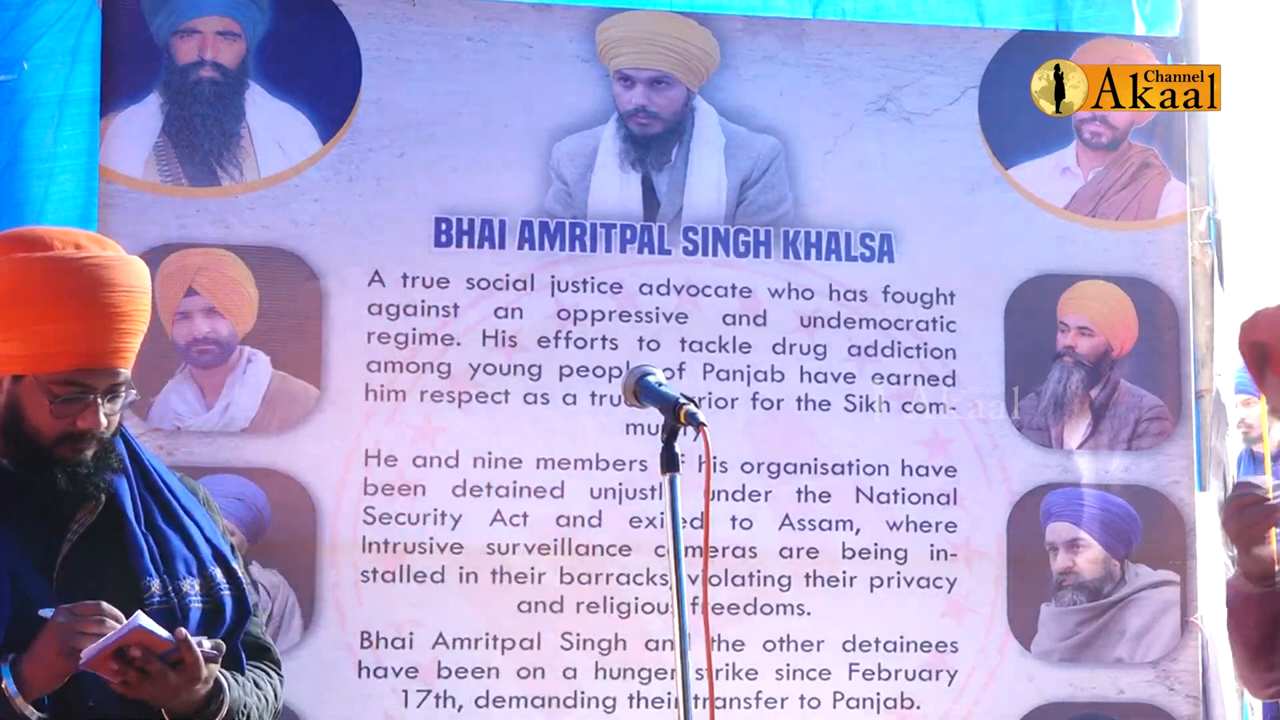 Channel
Akaal
BHAI AMRITPAL SINGH KHALSA
A true social justice advocate who has fought
against an oppressive and undemocratic
regime. His efforts to tackle drug addiction
among young people of Panjab have earned
him respect as a true for the Sikh com-
He and nine members of his organisation have
been detained unjustly under the National
Security Act and exiled to Assam, where
Intrusive surveillance cameras are being in-
stalled in their barracks, violating their privacy
and religious freedoms.
Bhai Amritpal Singh and the other detainees
have been on a hunger strike since February
17th, demanding their transfer to Panjab.
Akaal